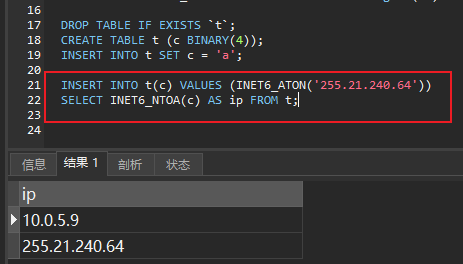 16
17 DROP TABLE IF EXISTS `t`;
18 CREATE TABLE t (c BINARY(4));
19 INSERT INTO t SET c = 'a';
20
21 INSERT INTO t(c) VALUES (INET6_ATON('255.21.240.64'))
22 SELECT INET6_NTOA(c) AS ip FROM t;
23
24
信息 结果 1 剖析 状态
ip
10.0.5.9
255.21.240.64